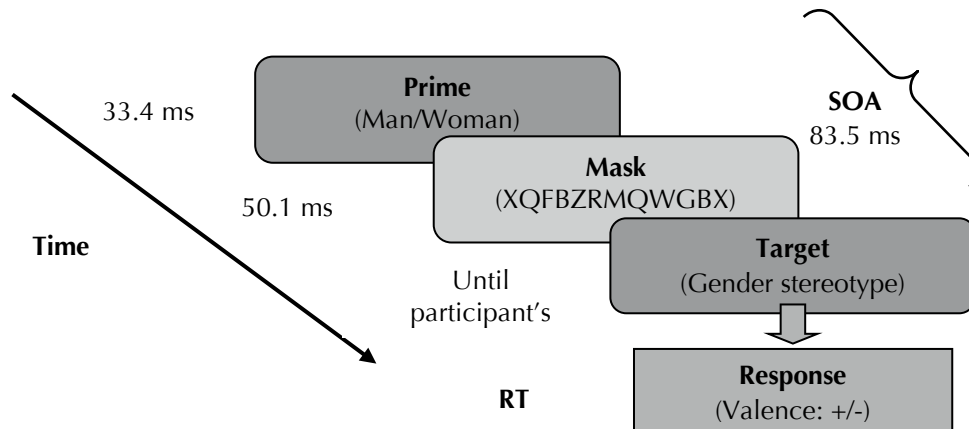 Prime
(Man/Woman)
33.4 ms
SOA
83.5 ms
Mask
(XQFBZRMQWGBX)
50.1 ms
Time
Target
(Gender stereotype)
Until
participant's
Response
(Valence: +/-)
RT